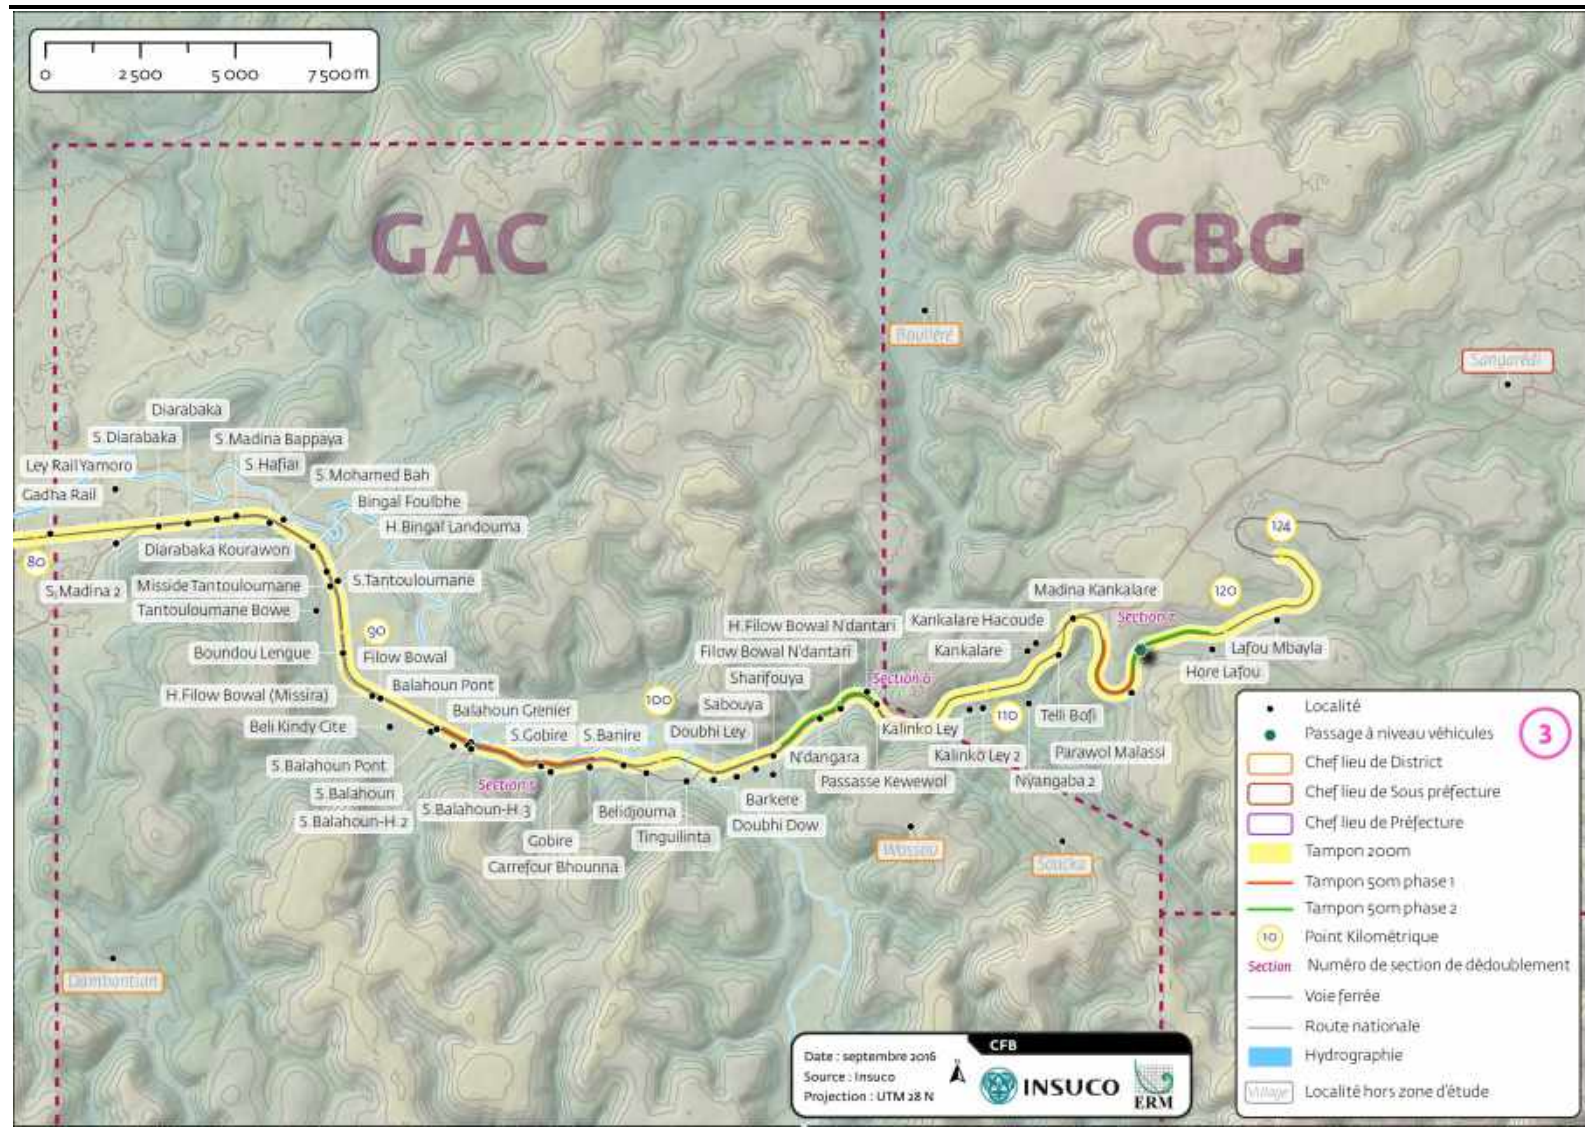 0 2 500 5 000 7 500 m
GAC
CBG
Boulléré
Sangarédi
Diarabaka
S.Diarabaka
S.Madina Bappaya
Ley Rail Yamoro
S.Hafiai
S.Mohamed Bah
Gadha Rail
Bingal Foulbhe
H.Bingal Landouma
124
Diarabaka Kourawon
80
S.Madina 2
Misside Tantouloumane
S.Tantouloumane
Madina Kankalare
120
Tantouloumane Bowe
Kankalare Hacoude
Section 7
90
H.Filow Bowal N'dantari
Boundou Lengue
Filow Bowal
Filow Bowal N'dantari
Kankalare
Lafou Mbayla
Hore Lafou
Sharifouya
Section 6
H.Filow Bowal (Missira)
Balahoun Pont
100
Sabouya
Balahoun Grenier
110
Telli Bofi
Beli Kindy Cite
S.Gobire
S.Banire
Doubhi Ley
Kalinko Ley
N'dangara
Kalinko Ley 2
Parawol Malassi
S.Balahoun Pont
Section 5
Passasse Kewewol
Nyangaba 2
S.Balahoun
S.Balahoun-H.3
Belidjouma
Barkere
S.Balahoun-H.2
Tinguilinta
Doubhi Dow
Gobire
Carrefour Bhounna
Wossou
Daramagnaki
Localité
Passage à niveau véhicules
3
Chef lieu de District
Chef lieu de Sous préfecture
Chef lieu de Préfecture
Tampon 200m
Tampon 50m phase 1
Tampon 50m phase 2
10 Point Kilométrique
Section Numéro de section de dédoublement
Voie ferrée
Route nationale
Hydrographie
Village Localité hors zone d'étude
CFB
Date : septembre 2016
Source : Insuco
Projection : UTM 28 N
N
INSUCO
ERM